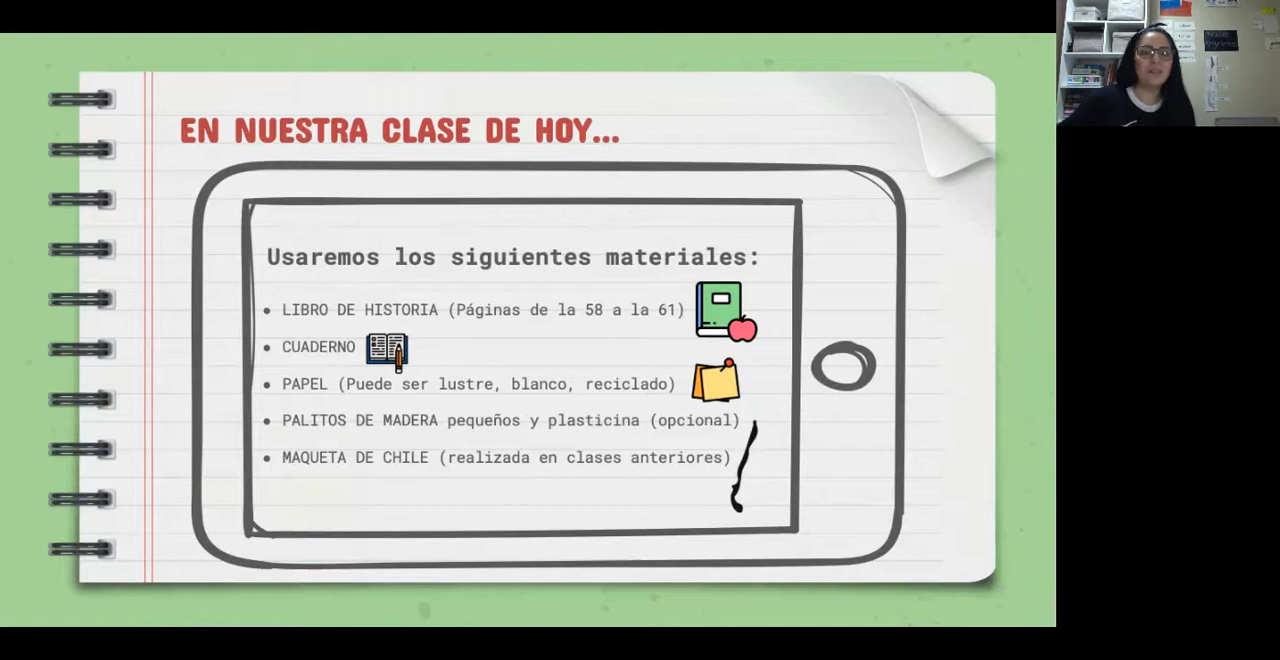 EN NUESTRA CLASE DE HOY...
Usaremos los siguientes materiales:
• LIBRO DE HISTORIA (Páginas de la 58 a la 61)
• CUADERNO
• PAPEL (Puede ser lustre, blanco, reciclado)
• PALITOS DE MADERA pequeños y plasticina (opcional)
• MAQUETA DE CHILE (realizada en clases anteriores)